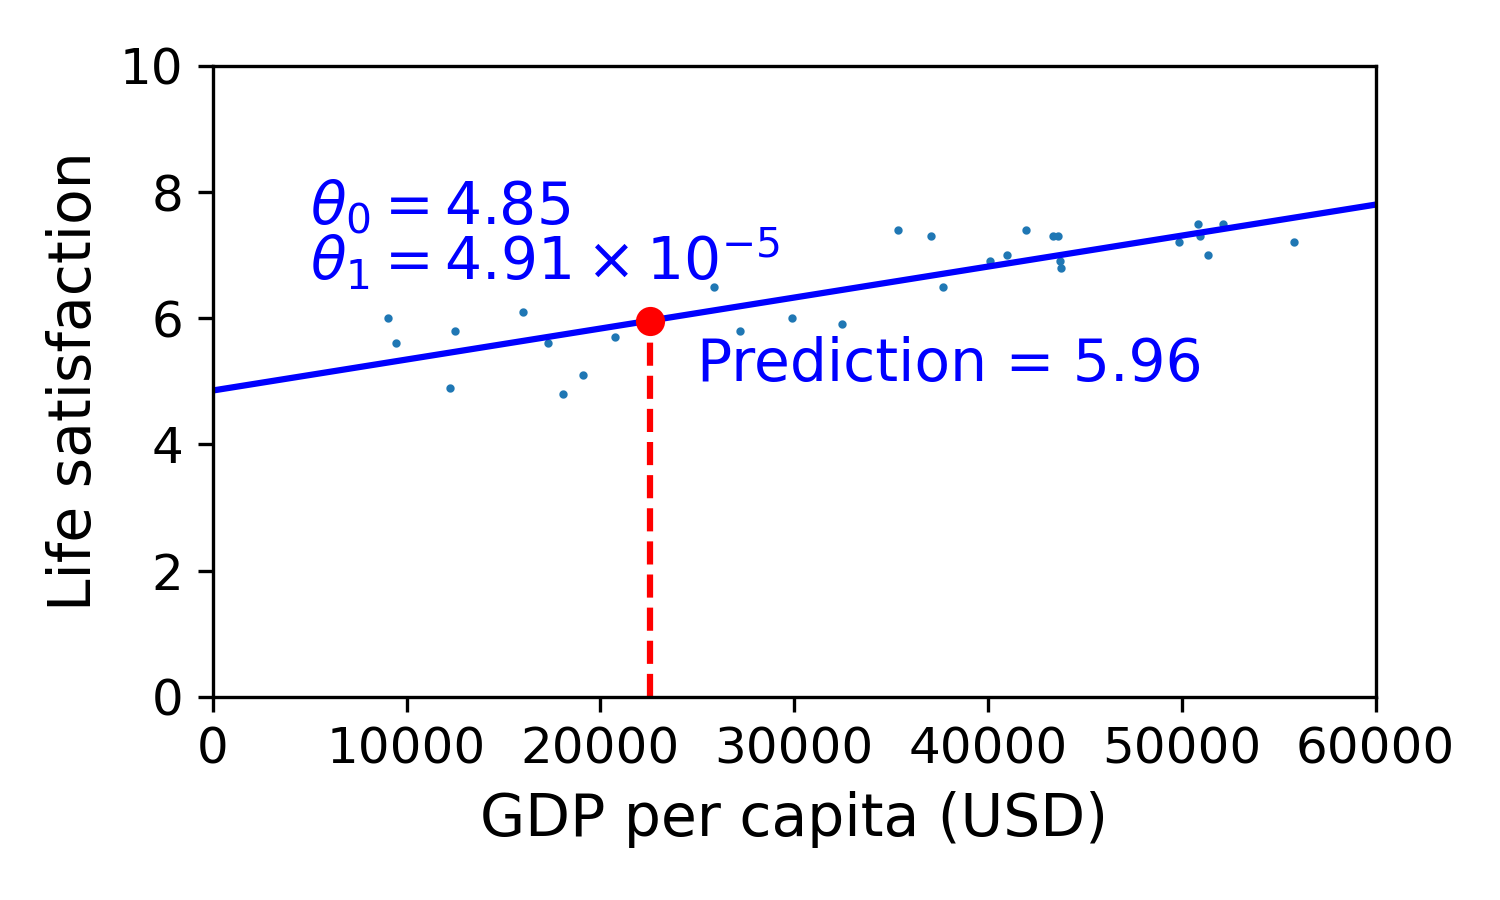 10
8
6
4
2
0
Life satisfaction
θ₀ = 4.85
θ₁ = 4.91 × 10⁻⁵
Prediction = 5.96
0 10000 20000 30000 40000 50000 60000
GDP per capita (USD)